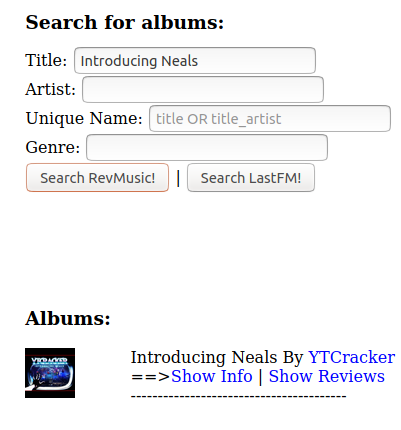 Search for albums:
Title: Introducing Neals
Artist:
Unique Name: title OR title_artist
Genre:
Search RevMusic! | Search LastFM!
Albums:
YTCRACKER
Introducing Neals By YTCracker
==>Show Info | Show Reviews
----------------------------------------